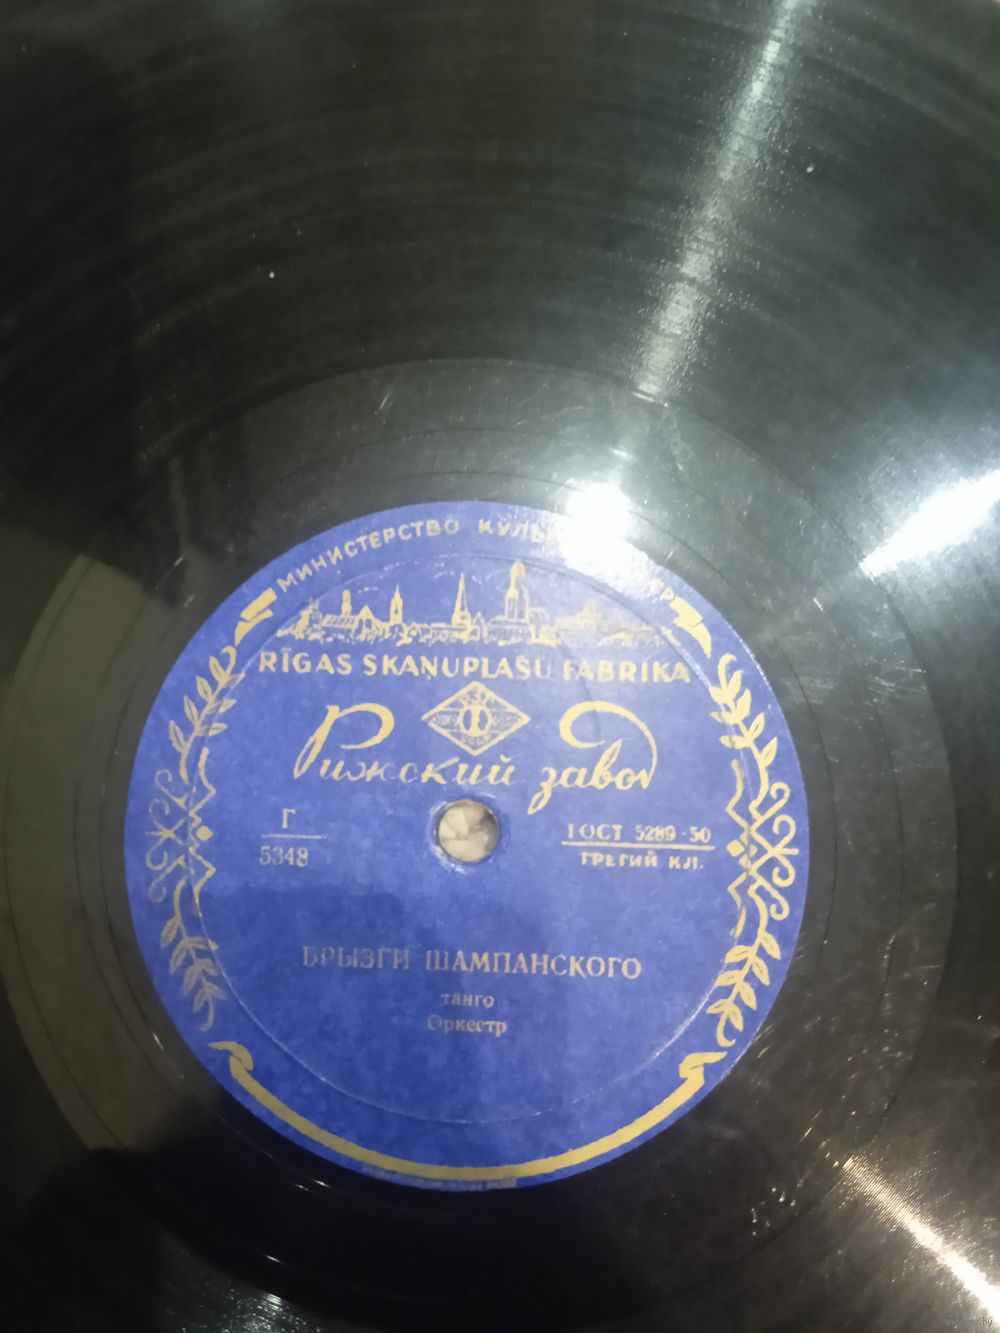 МИНИСТЕРСТВО
RĪGAS SKAŅUPLAŠU FABRIKA
Рижский завод
Г
5348
ГОСТ 5289-50
ТРЕТИЙ КЛ.
БРЫЗГИ ШАМПАНСКОГО
танго
Оркестр